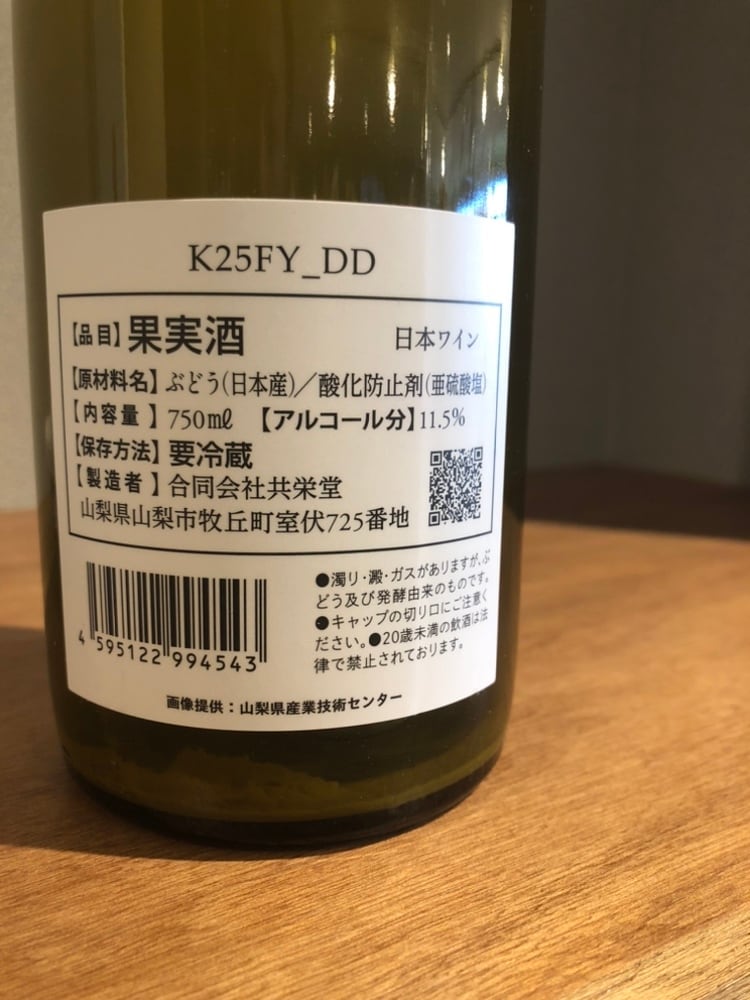 K25FY_DD
【品目】果実酒 日本ワイン
【原材料名】ぶどう(日本産)／酸化防止剤(亜硫酸塩)
【内容量】750㎖ 【アルコール分】11.5%
【保存方法】要冷蔵
【製造者】合同会社共栄堂
山梨県山梨市牧丘町室伏725番地
4 595122 994543
●濁り・澱・ガスがありますが、ぶ
どう及び発酵由来のものです。
●キャップの切り口にご注意く
ださい。●20歳未満の飲酒は法
律で禁止されております。
画像提供：山梨県産業技術センター